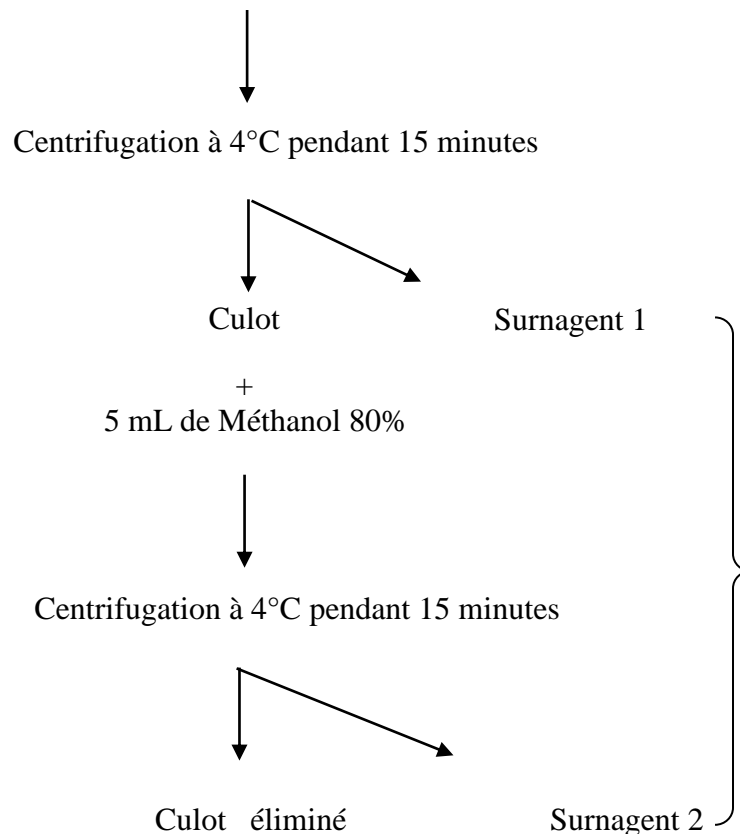 Centrifugation à 4°C pendant 15 minutes
Culot Surnagent 1
+
5 mL de Méthanol 80%
Centrifugation à 4°C pendant 15 minutes
Culot éliminé Surnagent 2